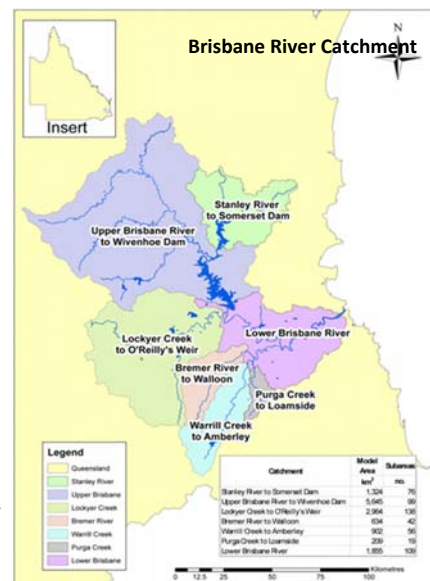 Brisbane River Catchment
N
Insert
Stanley River
to Somerset Dam
Upper Brisbane River
to Wivenhoe Dam
Lockyer Creek
to O'Reilly's Weir
Lower Brisbane River
Bremer River
to Walloon
Purga Creek
to Loamside
Warrill Creek
to Amberley
Legend
Queensland
Stanley River
Upper Brisbane
Lockyer Creek
Bremer River
Warrill Creek
Purga Creek
Lower Brisbane
Catchment Model Area km² Subareas no.
Stanley River to Somerset Dam 1,324 76
Upper Brisbane River to Wivenhoe Dam 5,645 99
Lockyer Creek to O'Reilly's Weir 2,964 138
Bremer River to Walloon 634 42
Warrill Creek to Amberley 902 56
Purga Creek to Loamside 209 19
Lower Brisbane River 1,855 109
Kilometres
0 12.5 25 50 75 100